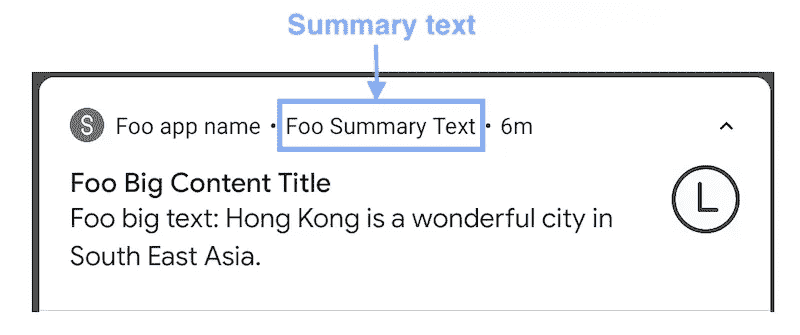 Summary text
S Foo app name • Foo Summary Text • 6m
Foo Big Content Title
Foo big text: Hong Kong is a wonderful city in
South East Asia.
L